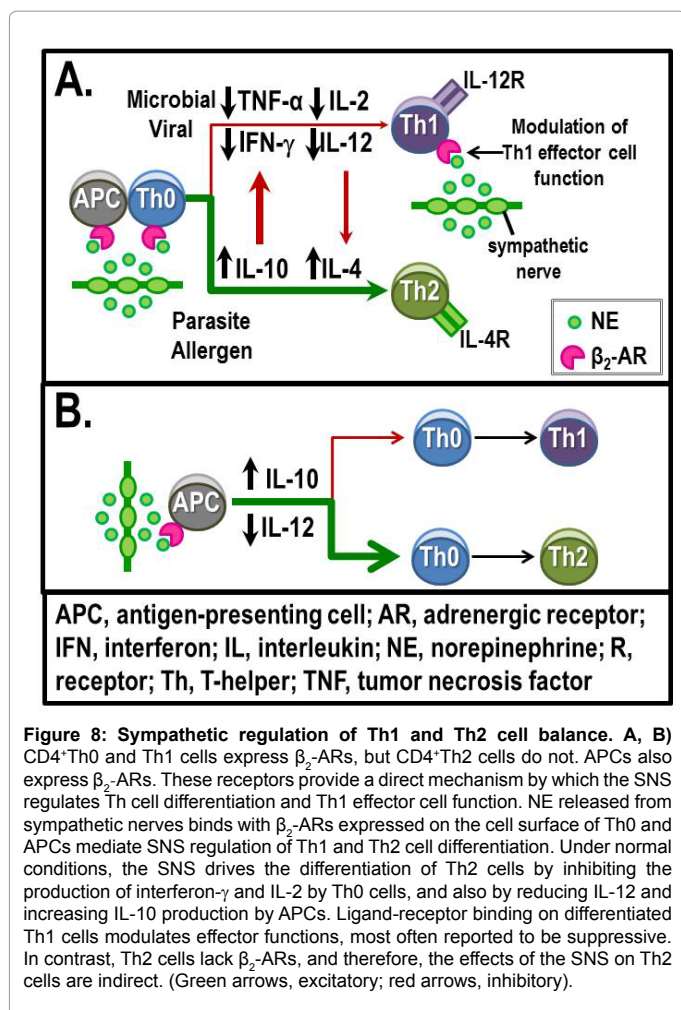 A.
Microbial
Viral
↓TNF-α ↓IL-2
↓IFN-γ ↓IL-12
IL-12R
Th1
Modulation of
Th1 effector cell
function
APC Th0
sympathetic
nerve
↑IL-10 ↑IL-4
Th2
Parasite
Allergen
IL-4R
NE
β₂-AR
B.
Th0 Th1
APC
↑ IL-10
↓ IL-12
Th0 Th2
APC, antigen-presenting cell; AR, adrenergic receptor;
IFN, interferon; IL, interleukin; NE, norepinephrine; R,
receptor; Th, T-helper; TNF, tumor necrosis factor
Figure 8: Sympathetic regulation of Th1 and Th2 cell balance. A, B)
CD4⁺Th0 and Th1 cells express β₂-ARs, but CD4⁺Th2 cells do not. APCs also
express β₂-ARs. These receptors provide a direct mechanism by which the SNS
regulates Th cell differentiation and Th1 effector cell function. NE released from
sympathetic nerves binds with β₂-ARs expressed on the cell surface of Th0 and
APCs mediate SNS regulation of Th1 and Th2 cell differentiation. Under normal
conditions, the SNS drives the differentiation of Th2 cells by inhibiting the
production of interferon-γ and IL-2 by Th0 cells, and also by reducing IL-12 and
increasing IL-10 production by APCs. Ligand-receptor binding on differentiated
Th1 cells modulates effector functions, most often reported to be suppressive.
In contrast, Th2 cells lack β₂-ARs, and therefore, the effects of the SNS on Th2
cells are indirect. (Green arrows, excitatory; red arrows, inhibitory).